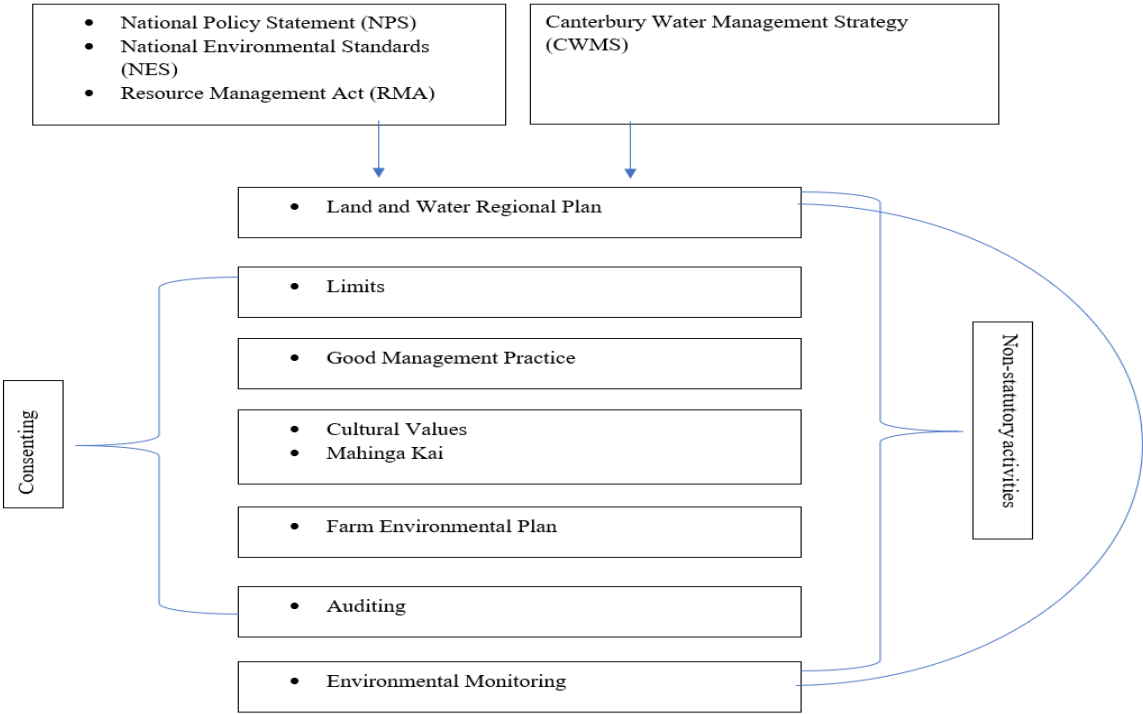 • National Policy Statement (NPS)
• National Environmental Standards
(NES)
• Resource Management Act (RMA)
Canterbury Water Management Strategy
(CWMS)
• Land and Water Regional Plan
• Limits
• Good Management Practice
• Cultural Values
• Mahinga Kai
• Farm Environmental Plan
• Auditing
• Environmental Monitoring
Consenting
Non-statutory activities